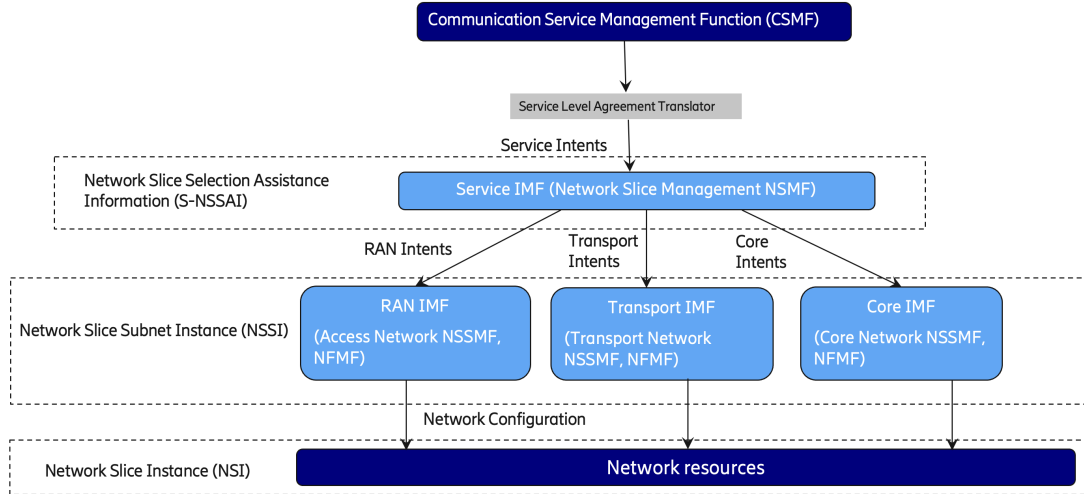 Communication Service Management Function (CSMF)
Service Level Agreement Translator
Service Intents
Network Slice Selection Assistance
Information (S-NSSAI)
Service IMF (Network Slice Management NSMF)
RAN Intents
Transport
Intents
Core
Intents
Network Slice Subnet Instance (NSSI)
RAN IMF
(Access Network NSSMF,
NFMF)
Transport IMF
(Transport Network
NSSMF, NFMF)
Core IMF
(Core Network NSSMF,
NFMF)
Network Configuration
Network Slice Instance (NSI)
Network resources